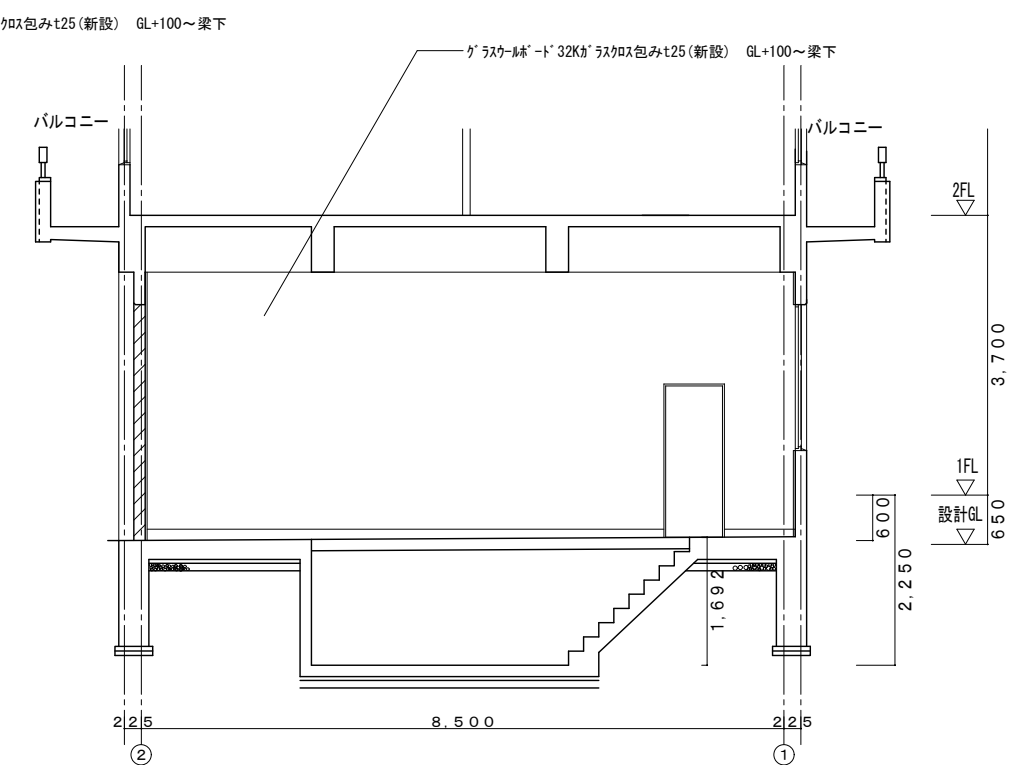 クロス包みt25(新設)　GL+100～梁下
グラスウールボード32Kガラスクロス包みt25(新設)　GL+100～梁下
バルコニー
バルコニー
2FL
3,700
1FL
設計GL
600
650
2,250
1,692
225
8,500
225
②
①